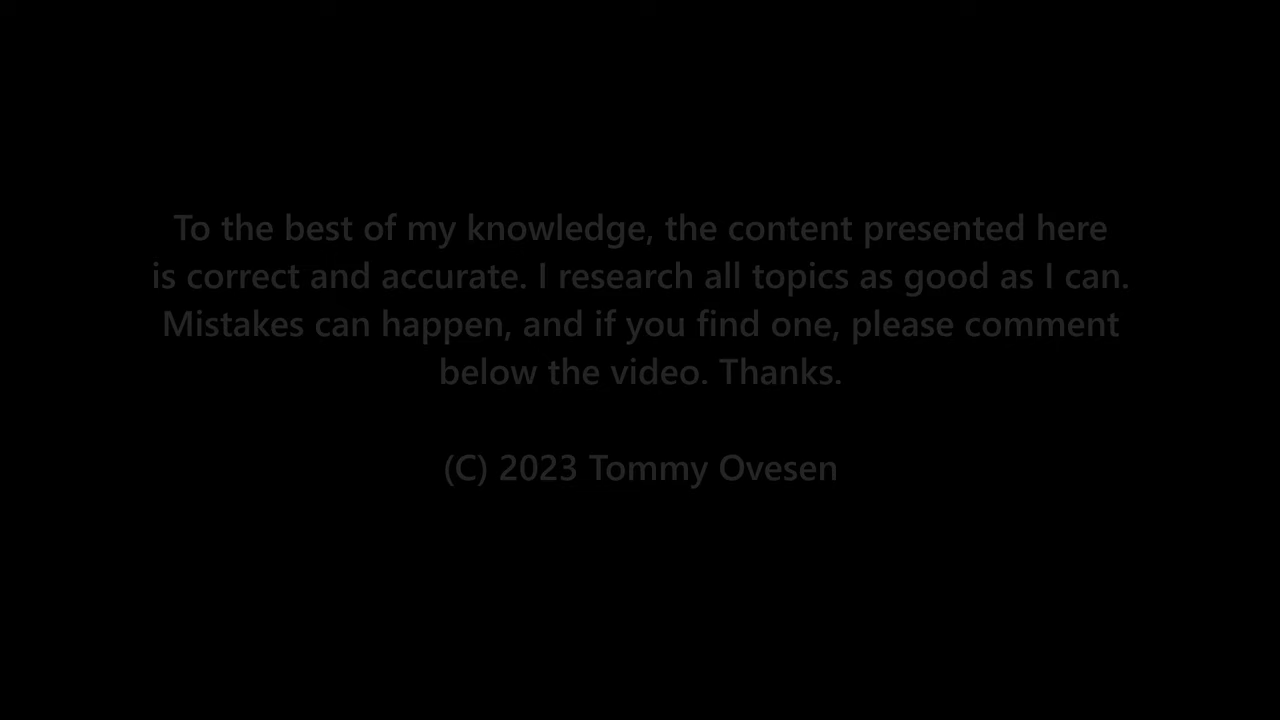 To the best of my knowledge, the content presented here
is correct and accurate. I research all topics as good as I can.
Mistakes can happen, and if you find one, please comment
below the video. Thanks.
(C) 2023 Tommy Ovesen